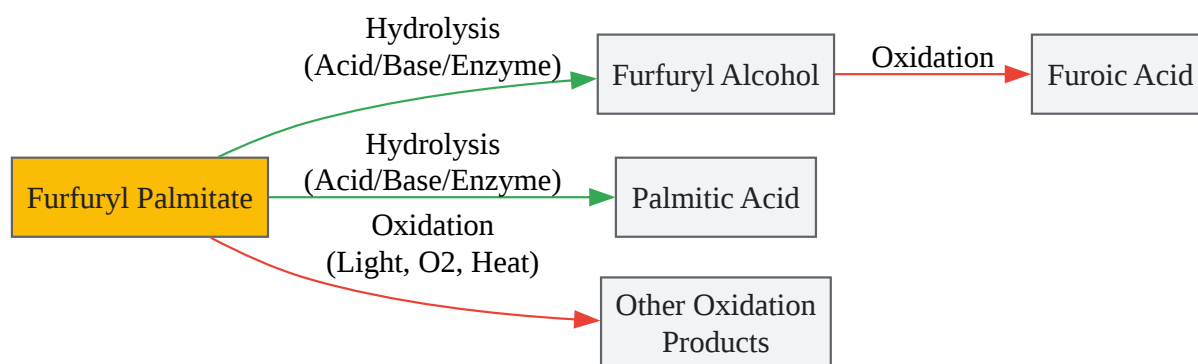 Hydrolysis
(Acid/Base/Enzyme)
Furfuryl Alcohol
Oxidation
Furoic Acid
Furfuryl Palmitate
Hydrolysis
(Acid/Base/Enzyme)
Palmitic Acid
Oxidation
(Light, O2, Heat)
Other Oxidation
Products